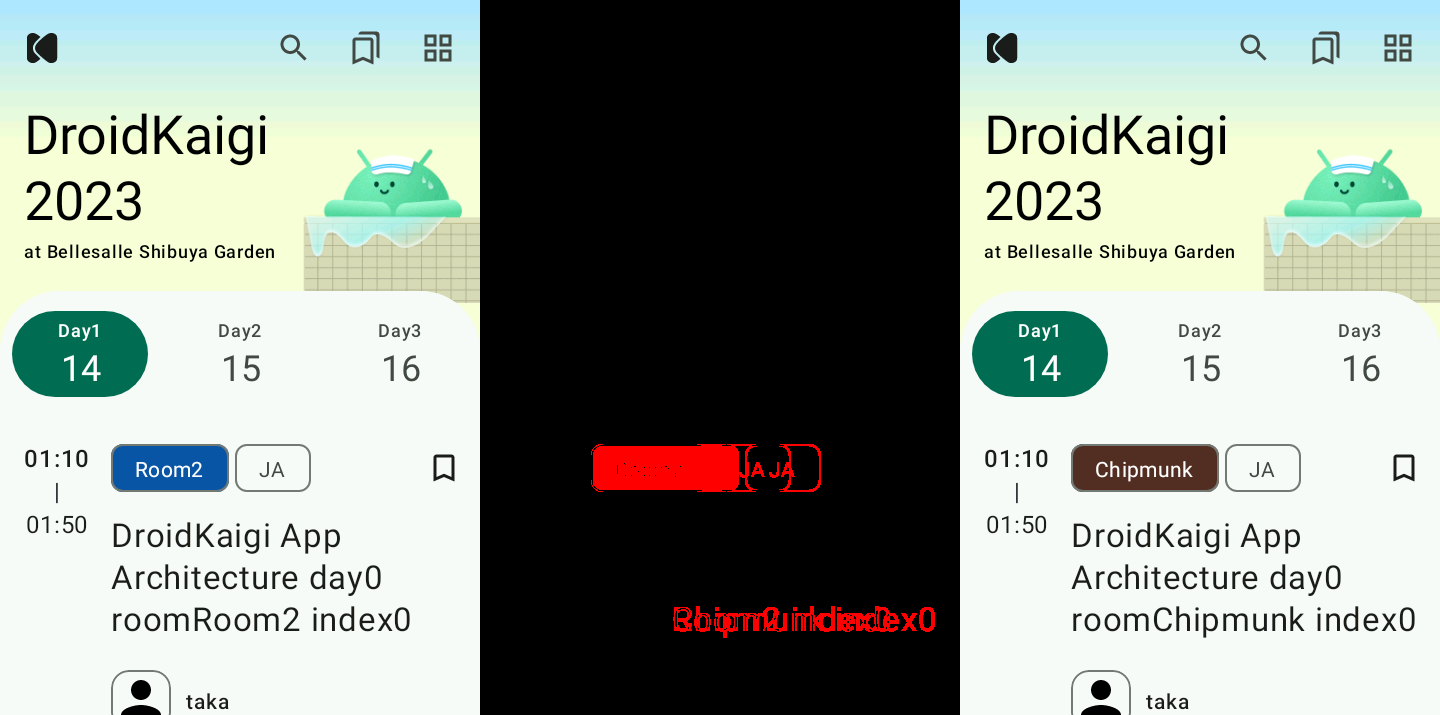 DroidKaigi
2023
at Bellesalle Shibuya Garden
Day1
14
Day2
15
Day3
16
01:10
|
01:50
Room2
JA
DroidKaigi App
Architecture day0
roomRoom2 index0
taka
JA JA
DroidKaigi
2023
at Bellesalle Shibuya Garden
Day1
14
Day2
15
Day3
16
01:10
|
01:50
Chipmunk
JA
DroidKaigi App
Architecture day0
roomChipmunk index0
taka